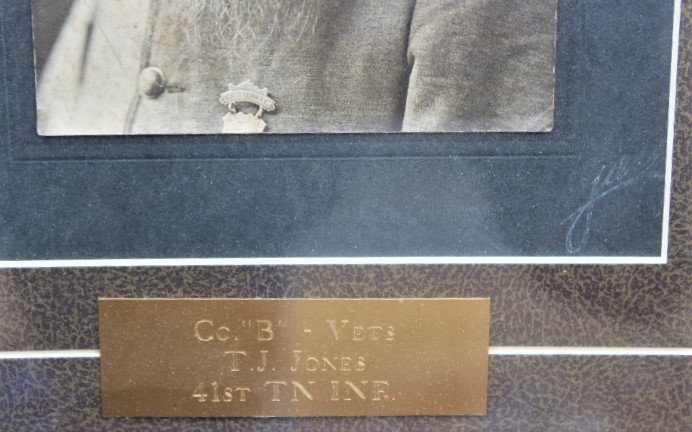 Co. "B" - Vets
T.J. Jones
41st TN INF.